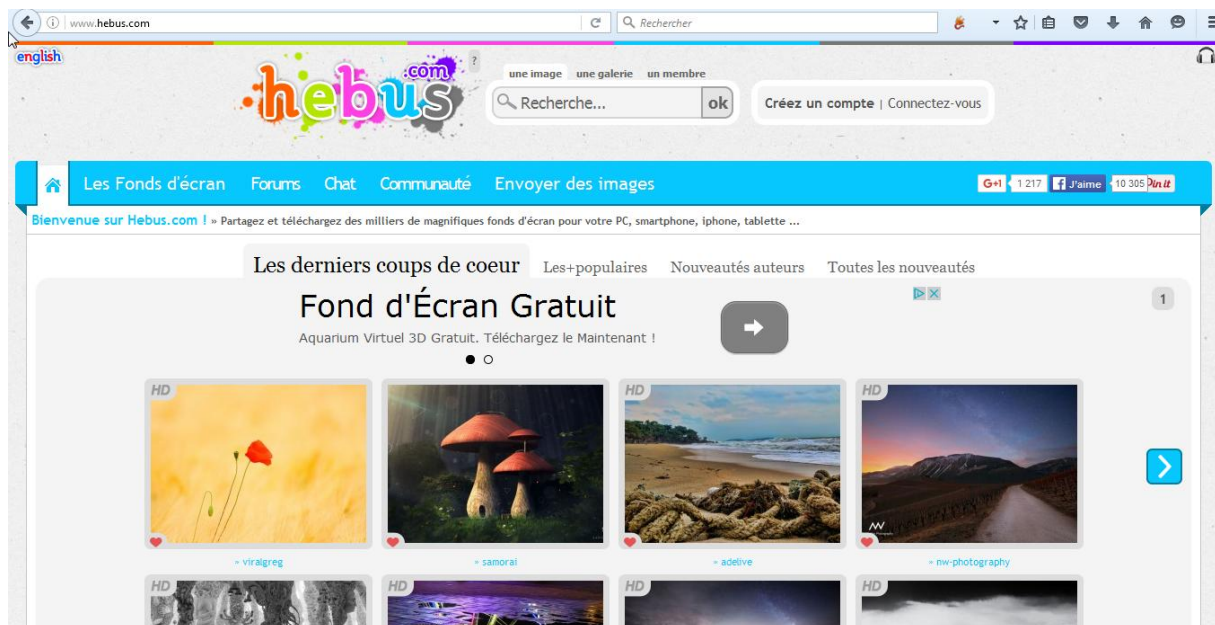 www.hebus.com
Rechercher
english
hebus
.com
?
une image une galerie un membre
Recherche... ok
Créez un compte | Connectez-vous
Les Fonds d'écran Forums Chat Communauté Envoyer des images
G+1 1 217 J'aime 10 305 Pin it
Bienvenue sur Hebus.com ! » Partagez et téléchargez des milliers de magnifiques fonds d'écran pour votre PC, smartphone, iphone, tablette ...
Les derniers coups de coeur Les+populaires Nouveautés auteurs Toutes les nouveautés
Fond d'Écran Gratuit
1
Aquarium Virtuel 3D Gratuit. Téléchargez le Maintenant !
HD HD HD HD
» viralgreg » samorai » adelive » nw-photography
HD HD HD HD